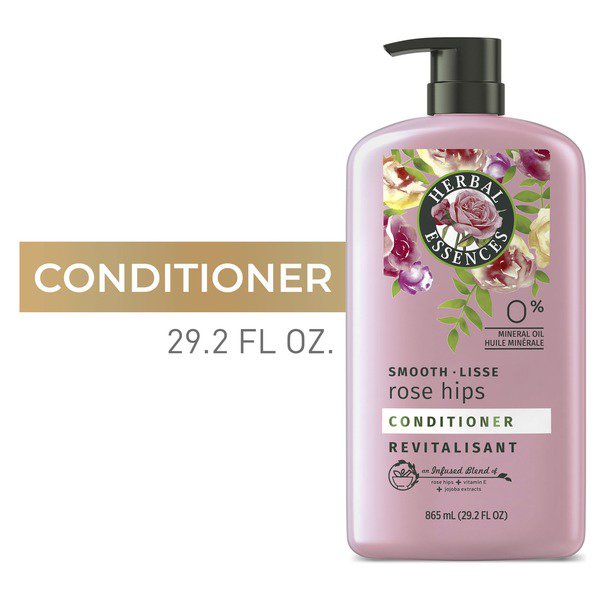 CONDITIONER
29.2 FL OZ.
HERBAL
ESSENCES
0%
MINERAL OIL
HUILE MINÉRALE
SMOOTH · LISSE
rose hips
CONDITIONER
REVITALISANT
an Infused Blend of
rose hips + vitamin E
+ jojoba extracts
865 mL (29.2 FL OZ)